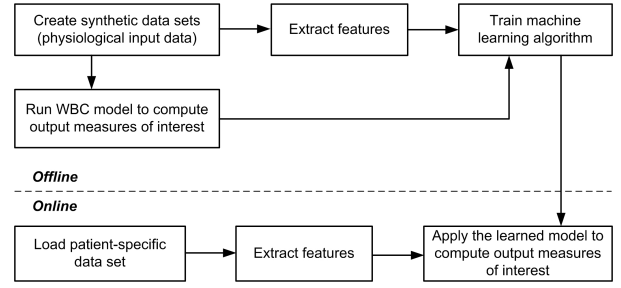 Create synthetic data sets
(physiological input data)
Extract features
Train machine
learning algorithm
Run WBC model to compute
output measures of interest
Offline
Online
Load patient-specific
data set
Extract features
Apply the learned model to
compute output measures
of interest